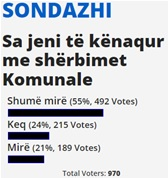 SONDAZHI
Sa jeni të kënaqur
me shërbimet
Komunale
Shumë mirë (55%, 492 Votes)
Keq (24%, 215 Votes)
Mirë (21%, 189 Votes)
Total Voters: 970